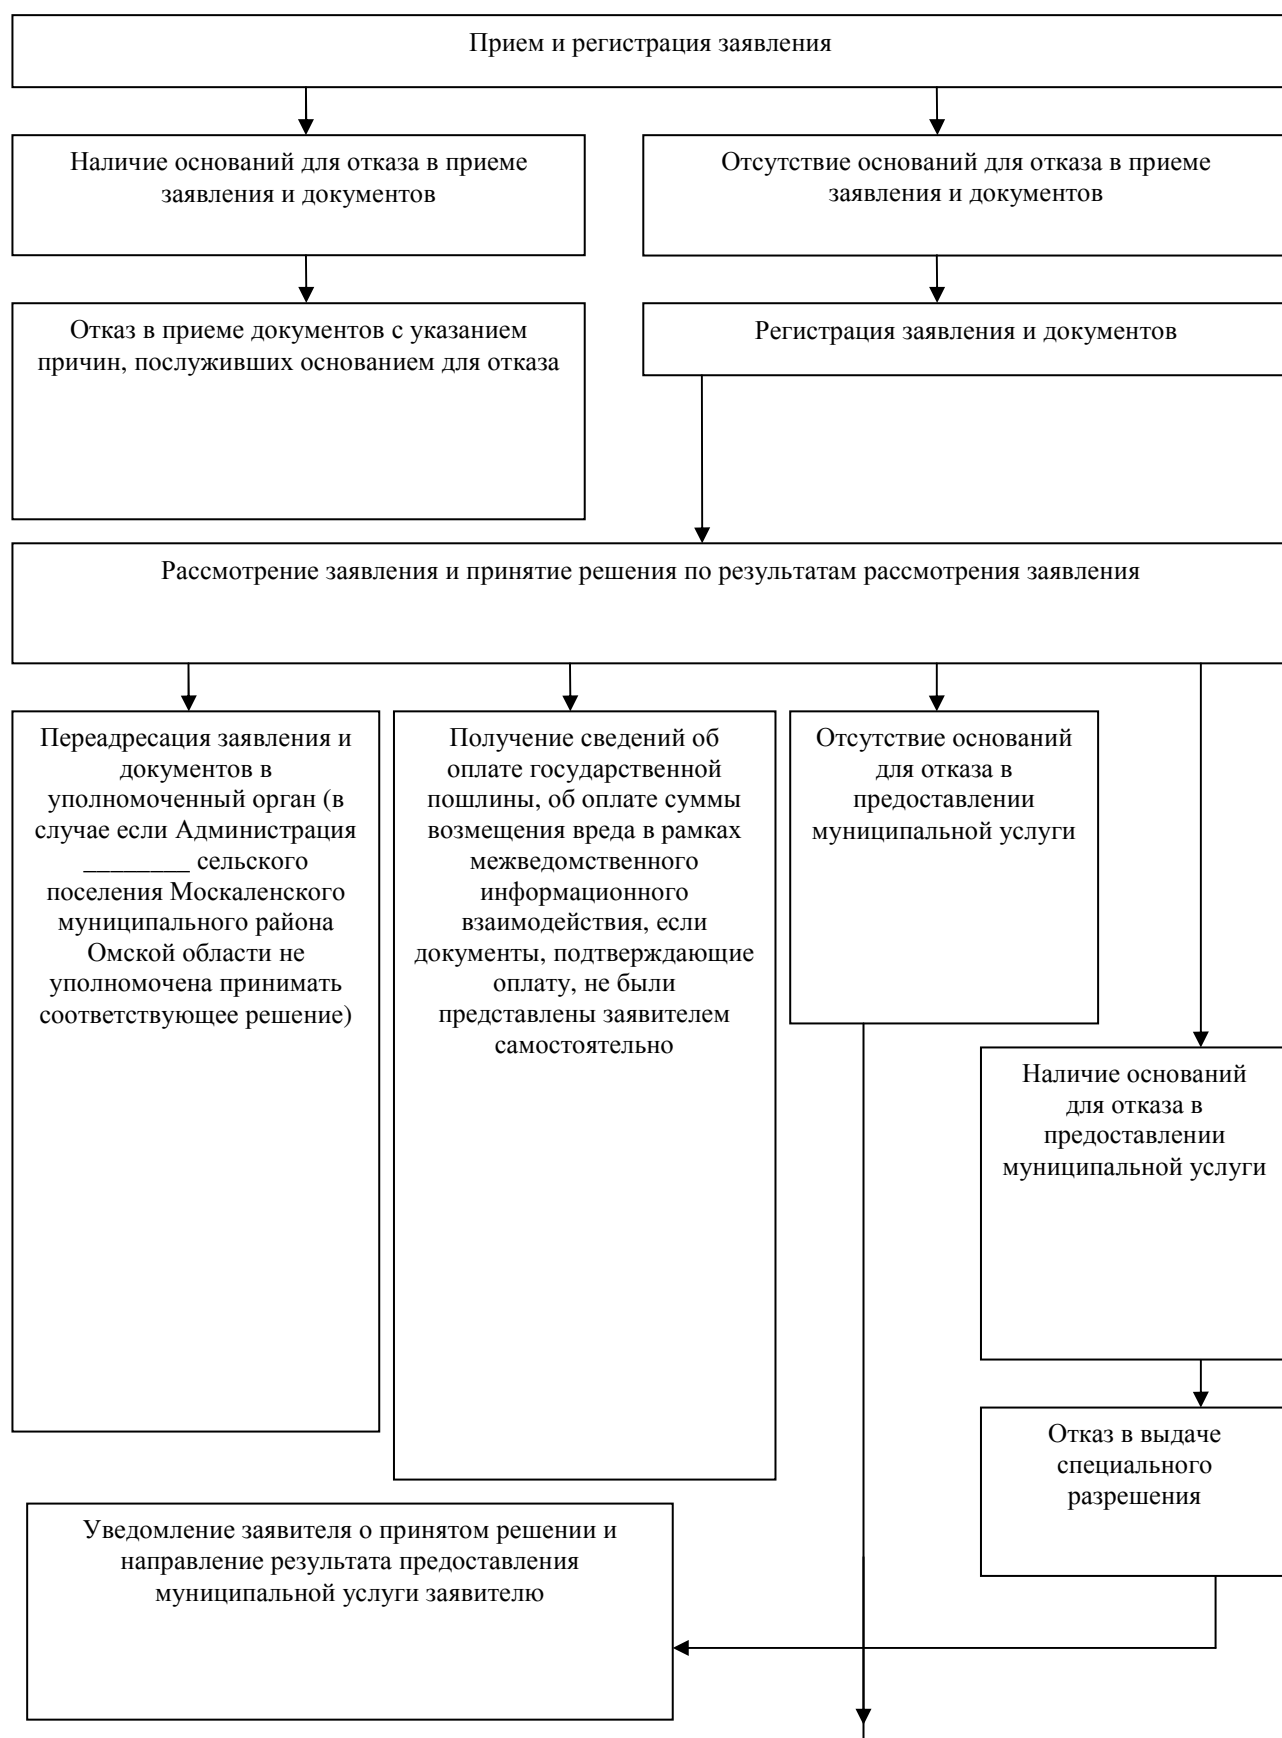 Прием и регистрация заявления
Наличие оснований для отказа в приеме
заявления и документов
Отсутствие оснований для отказа в приеме
заявления и документов
Отказ в приеме документов с указанием
причин, послуживших основанием для отказа
Регистрация заявления и документов
Рассмотрение заявления и принятие решения по результатам рассмотрения заявления
Переадресация заявления и
документов в
уполномоченный орган (в
случае если Администрация
________ сельского
поселения Москаленского
муниципального района
Омской области не
уполномочена принимать
соответствующее решение)
Получение сведений об
оплате государственной
пошлины, об оплате суммы
возмещения вреда в рамках
межведомственного
информационного
взаимодействия, если
документы, подтверждающие
оплату, не были
представлены заявителем
самостоятельно
Отсутствие оснований
для отказа в
предоставлении
муниципальной услуги
Наличие оснований
для отказа в
предоставлении
муниципальной услуги
Отказ в выдаче
специального
разрешения
Уведомление заявителя о принятом решении и
направление результата предоставления
муниципальной услуги заявителю